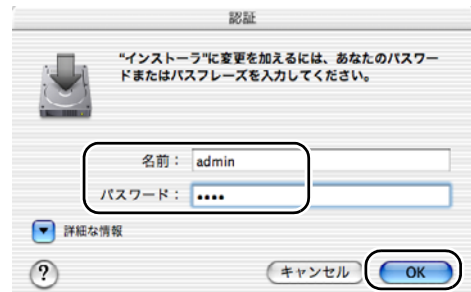 認証
"インストーラ"に変更を加えるには、あなたのパスワー
ドまたはパスフレーズを入力してください。
名前： admin
パスワード： ••••
詳細な情報
?
キャンセル OK